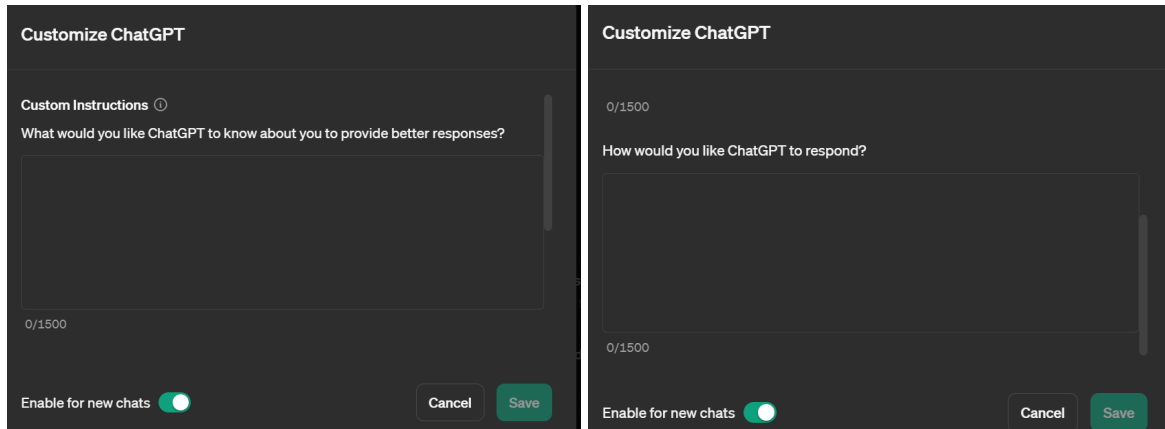 Customize ChatGPT
Custom Instructions
What would you like ChatGPT to know about you to provide better responses?
0/1500
Enable for new chats
Cancel
Save
Customize ChatGPT
0/1500
How would you like ChatGPT to respond?
0/1500
Enable for new chats
Cancel
Save